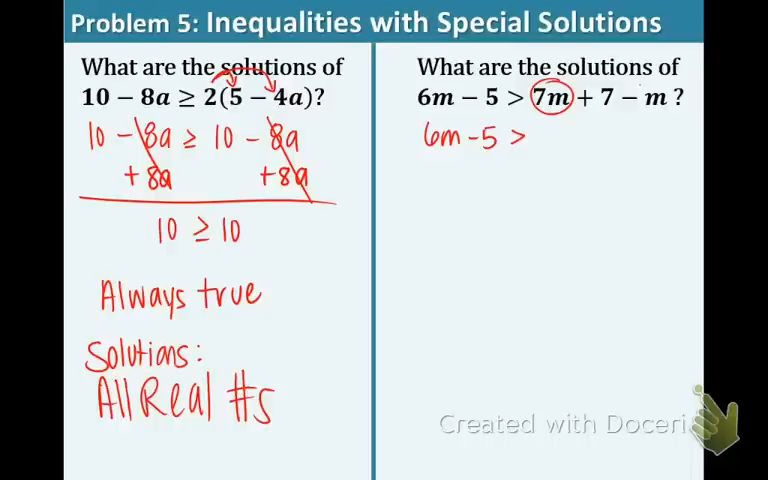 Problem 5: Inequalities with Special Solutions
What are the solutions of
10 − 8a ≥ 2(5 − 4a)?
10 − 8a ≥ 10 − 8a
+8a +8a
10 ≥ 10
Always true
Solutions:
All Real #s
What are the solutions of
6m − 5 > 7m + 7 − m ?
6m − 5 >
Created with Doceri